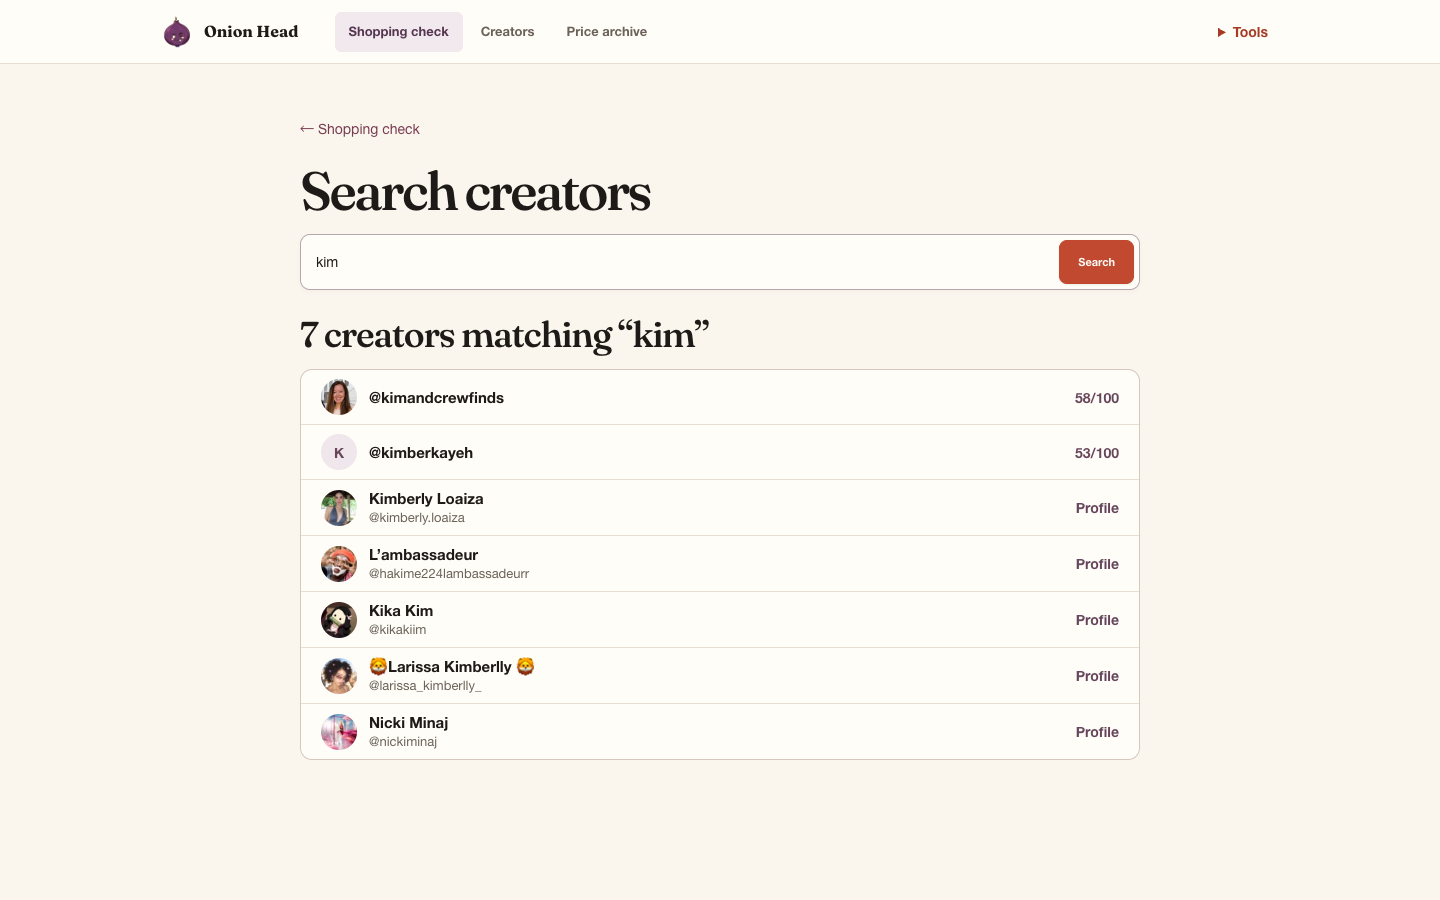 Onion Head
Shopping check
Creators
Price archive
▶ Tools
← Shopping check
Search creators
kim
Search
7 creators matching “kim”
@kimandcrewfinds
58/100
K
@kimberkayeh
53/100
Kimberly Loaiza
@kimberly.loaiza
Profile
L’ambassadeur
@hakime224lambassadeurr
Profile
Kika Kim
@kikakiim
Profile
🦁Larissa Kimberlly 🦁
@larissa_kimberlly_
Profile
Nicki Minaj
@nickiminaj
Profile